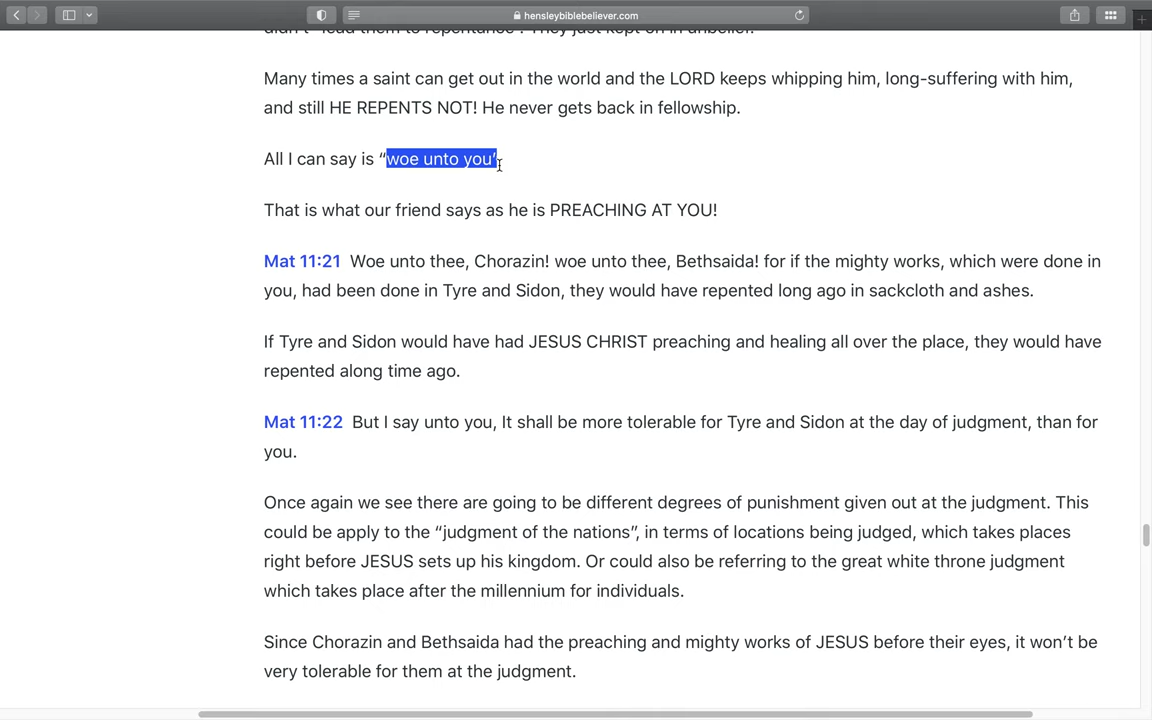 hensleybiblebeliever.com
didn't "lead them to repentance". They just kept on in unbelief.
Many times a saint can get out in the world and the LORD keeps whipping him, long-suffering with him,
and still HE REPENTS NOT! He never gets back in fellowship.
All I can say is “woe unto you”
That is what our friend says as he is PREACHING AT YOU!
Mat 11:21 Woe unto thee, Chorazin! woe unto thee, Bethsaida! for if the mighty works, which were done in
you, had been done in Tyre and Sidon, they would have repented long ago in sackcloth and ashes.
If Tyre and Sidon would have had JESUS CHRIST preaching and healing all over the place, they would have
repented along time ago.
Mat 11:22 But I say unto you, It shall be more tolerable for Tyre and Sidon at the day of judgment, than for
you.
Once again we see there are going to be different degrees of punishment given out at the judgment. This
could be apply to the “judgment of the nations”, in terms of locations being judged, which takes places
right before JESUS sets up his kingdom. Or could also be referring to the great white throne judgment
which takes place after the millennium for individuals.
Since Chorazin and Bethsaida had the preaching and mighty works of JESUS before their eyes, it won’t be
very tolerable for them at the judgment.